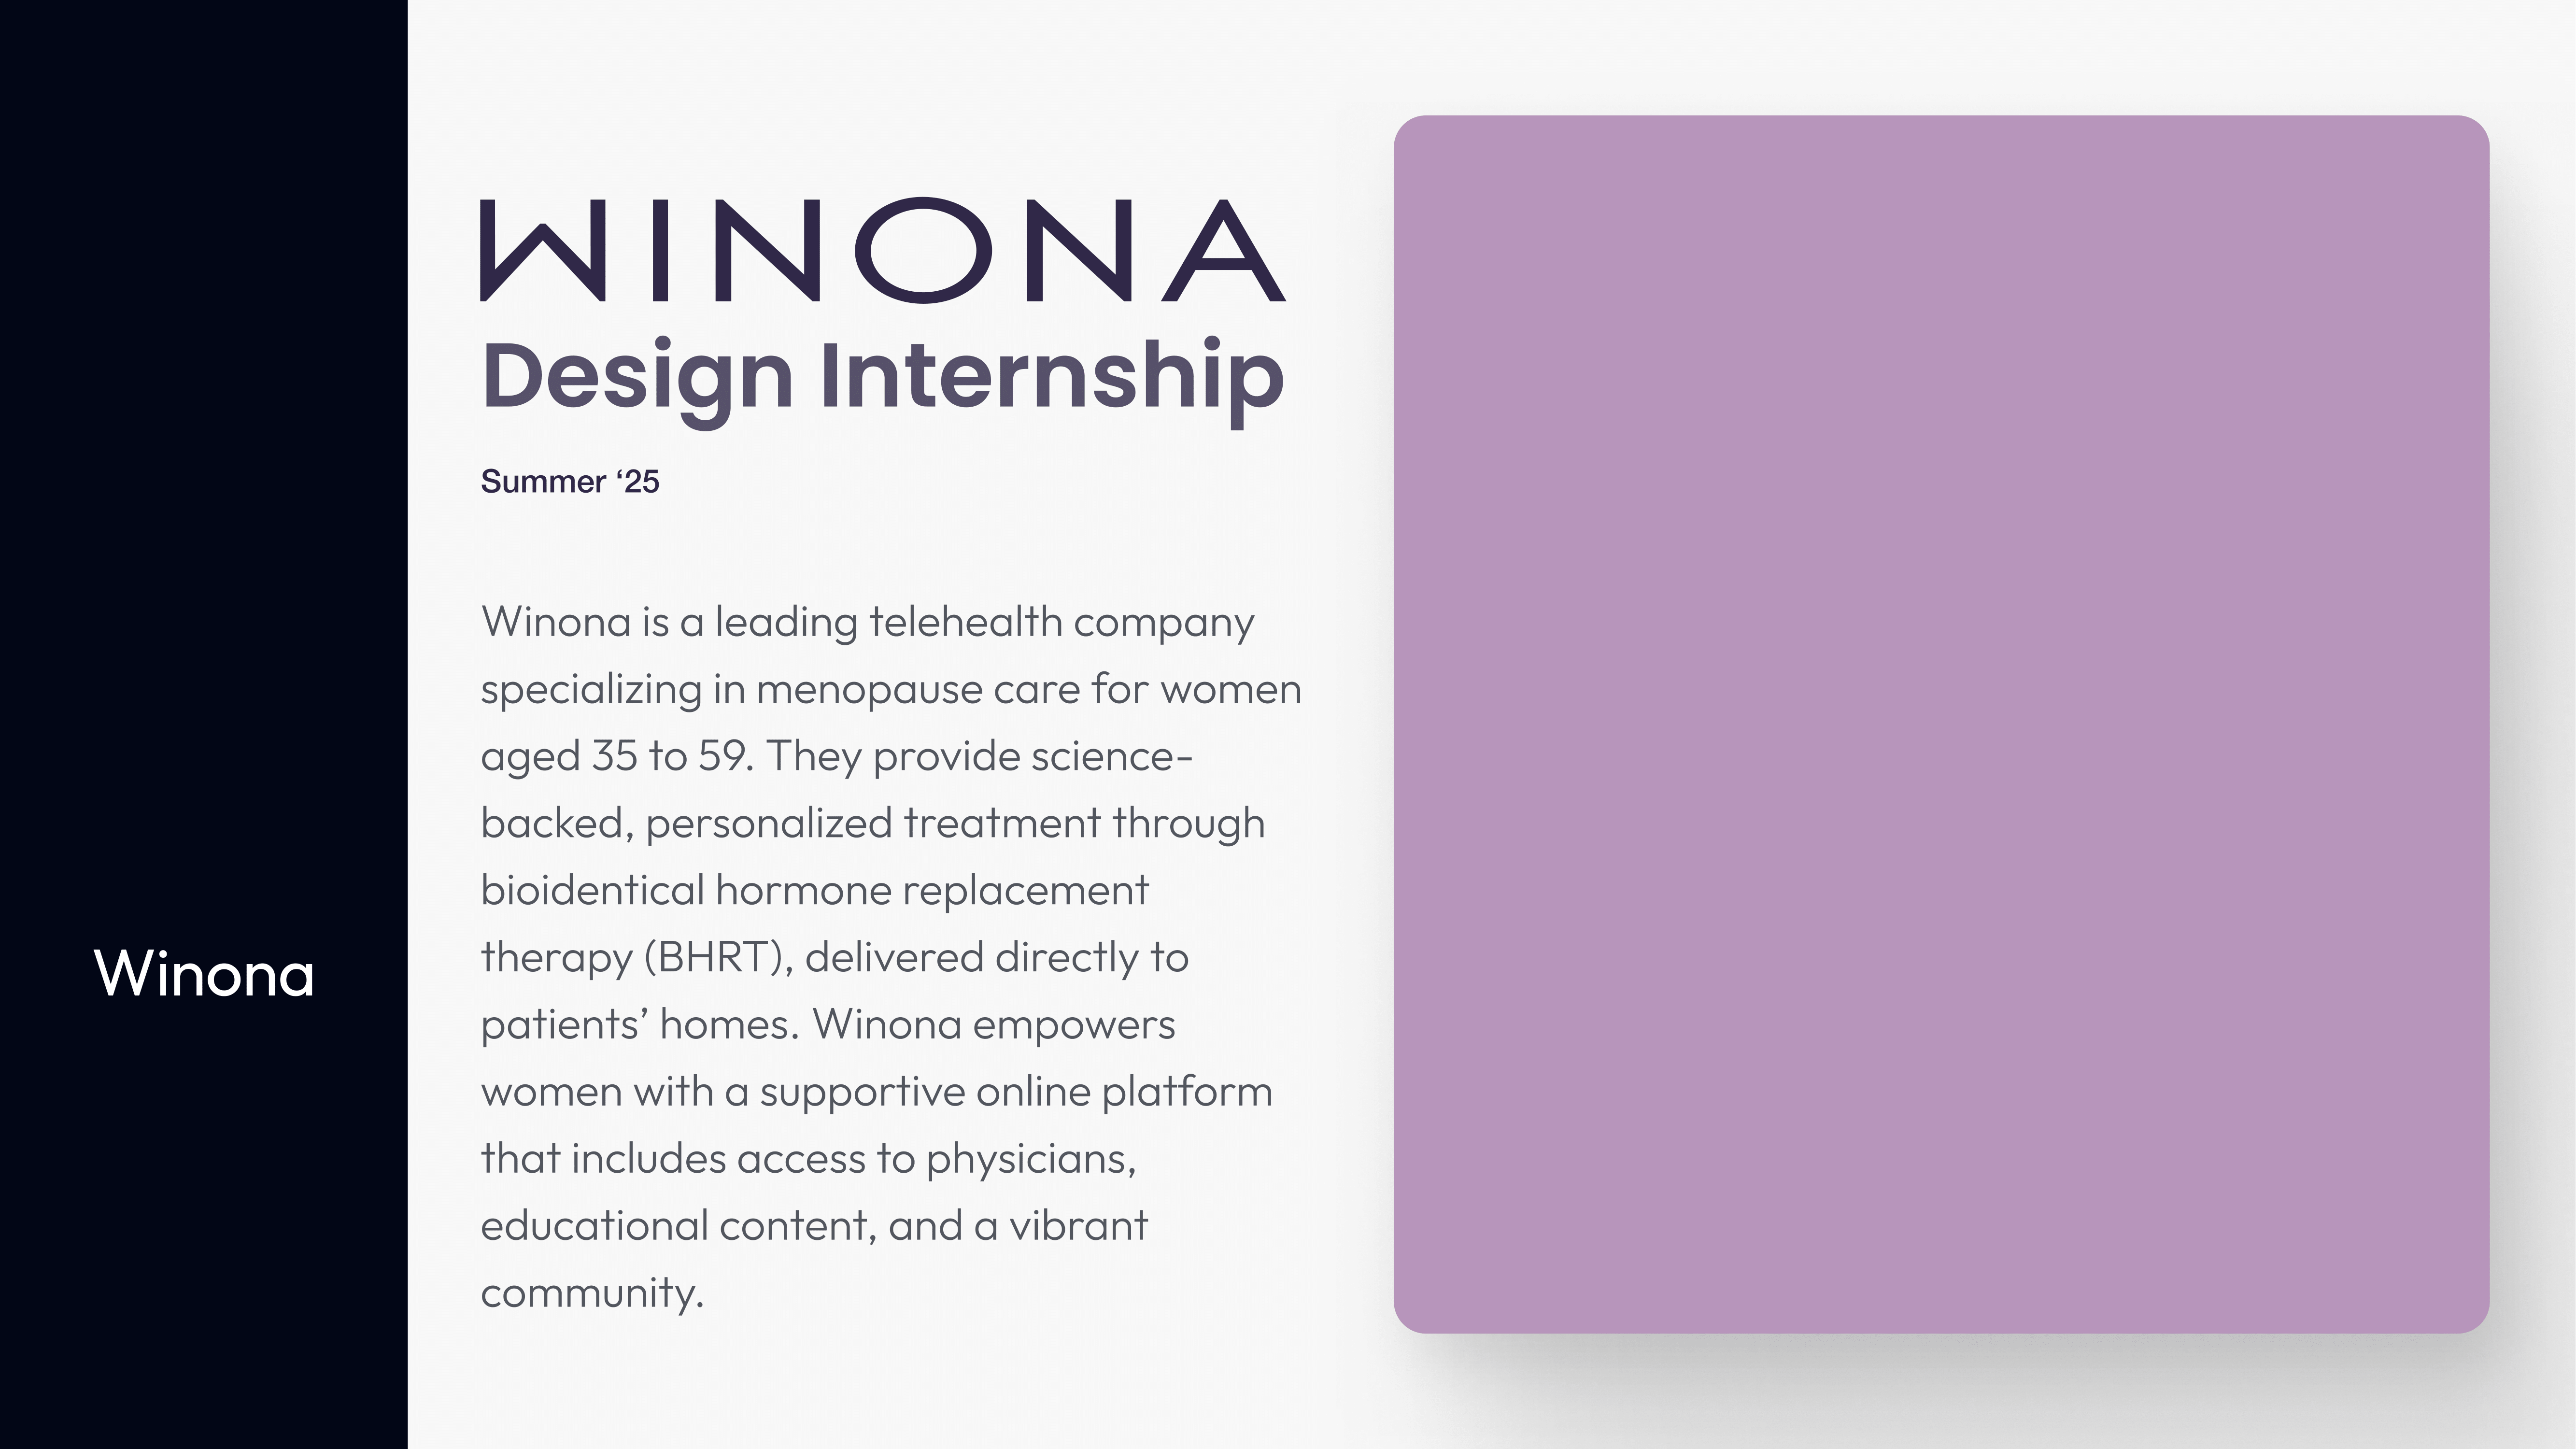 Winona
WINONA
Design Internship
Summer ‘25
Winona is a leading telehealth company
specializing in menopause care for women
aged 35 to 59. They provide science-
backed, personalized treatment through
bioidentical hormone replacement
therapy (BHRT), delivered directly to
patients’ homes. Winona empowers
women with a supportive online platform
that includes access to physicians,
educational content, and a vibrant
community.